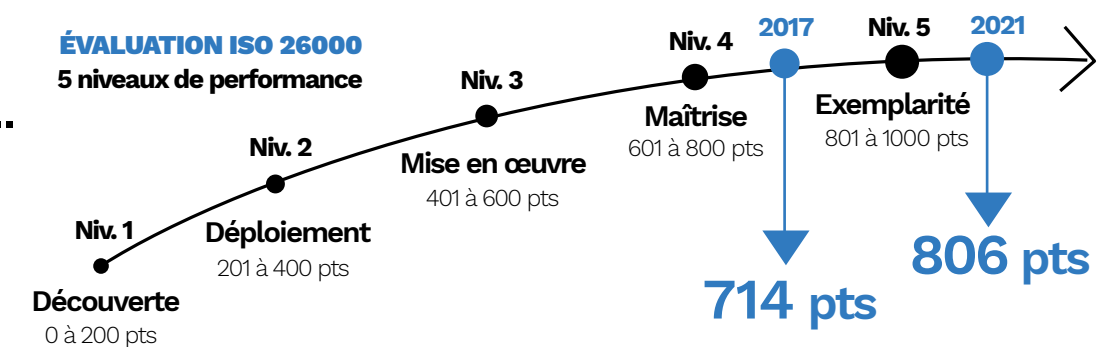 ÉVALUATION ISO 26000
5 niveaux de performance
Niv. 1
Découverte
0 à 200 pts
Niv. 2
Déploiement
201 à 400 pts
Niv. 3
Mise en œuvre
401 à 600 pts
Niv. 4
Maîtrise
601 à 800 pts
2017
714 pts
Niv. 5
Exemplarité
801 à 1000 pts
2021
806 pts